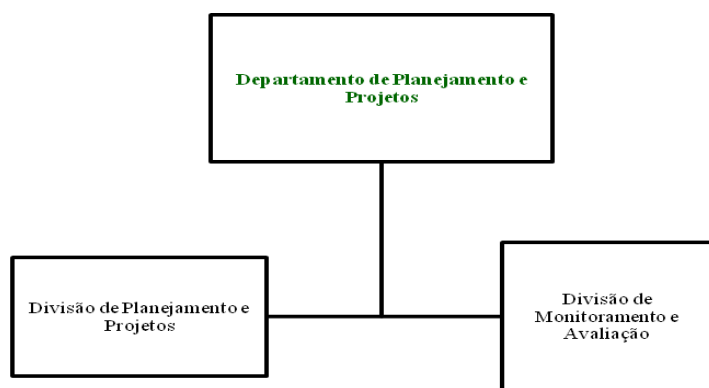 Departamento de Planejamento e
Projetos
Divisão de Planejamento e
Projetos
Divisão de
Monitoramento e
Avaliação